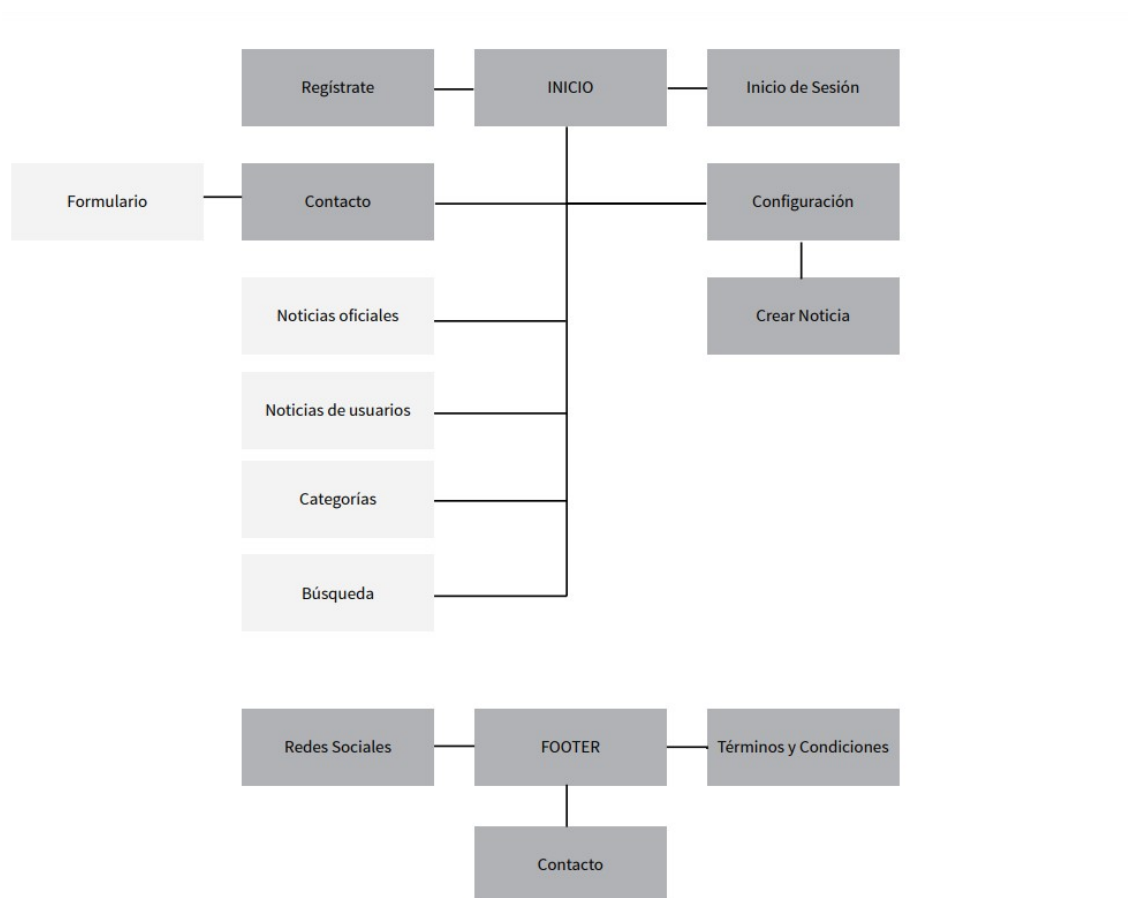 Regístrate
INICIO
Inicio de Sesión
Formulario
Contacto
Configuración
Noticias oficiales
Crear Noticia
Noticias de usuarios
Categorías
Búsqueda
Redes Sociales
FOOTER
Términos y Condiciones
Contacto